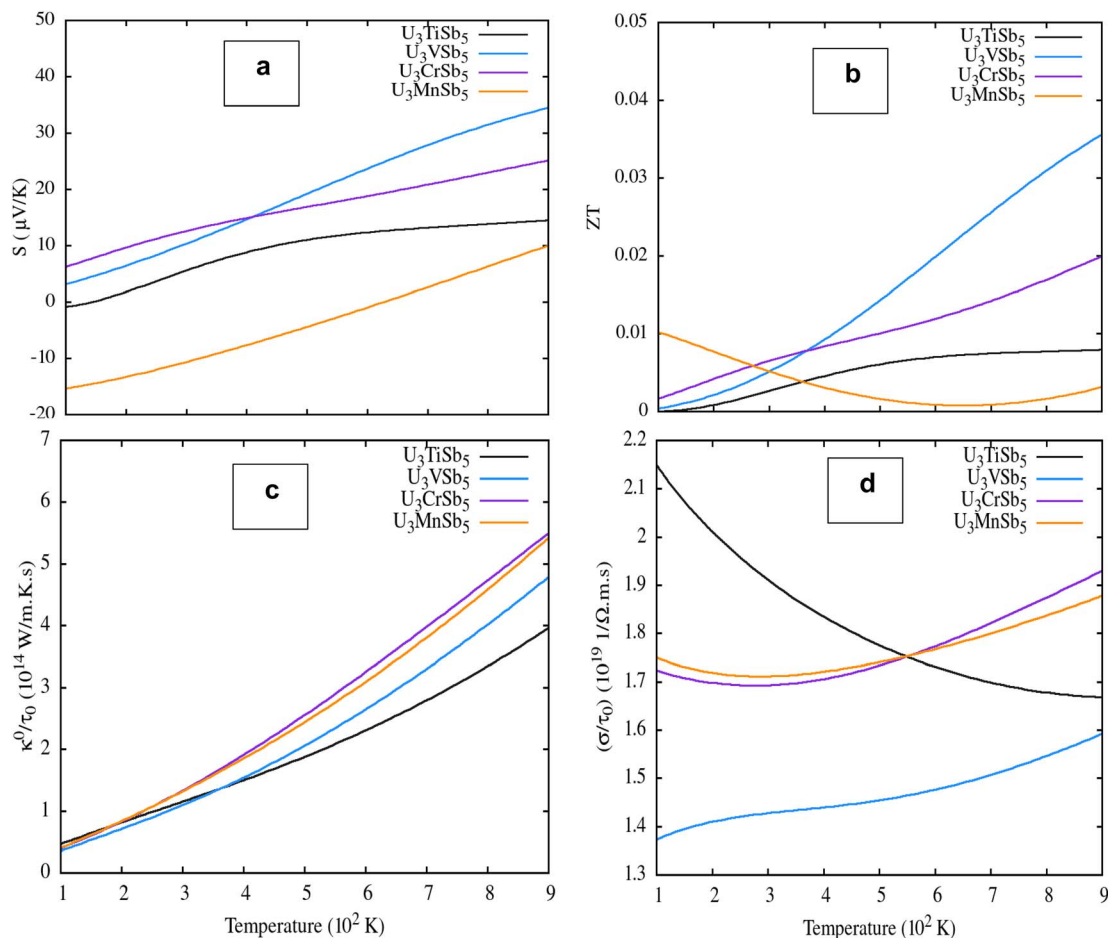 a
U3TiSb5
U3VSb5
U3CrSb5
U3MnSb5
S ( μV/K)
50
40
30
20
10
0
-10
-20
b
U3TiSb5
U3VSb5
U3CrSb5
U3MnSb5
ZT
0.05
0.04
0.03
0.02
0.01
0
c
U3TiSb5
U3VSb5
U3CrSb5
U3MnSb5
κ0/τ0 (10^14 W/m.K.s)
7
6
5
4
3
2
1
0
1 2 3 4 5 6 7 8 9
Temperature (10^2 K)
d
U3TiSb5
U3VSb5
U3CrSb5
U3MnSb5
(σ/τ0) (10^19 1/Ω.m.s)
2.2
2.1
2
1.9
1.8
1.7
1.6
1.5
1.4
1.3
1 2 3 4 5 6 7 8 9
Temperature (10^2 K)